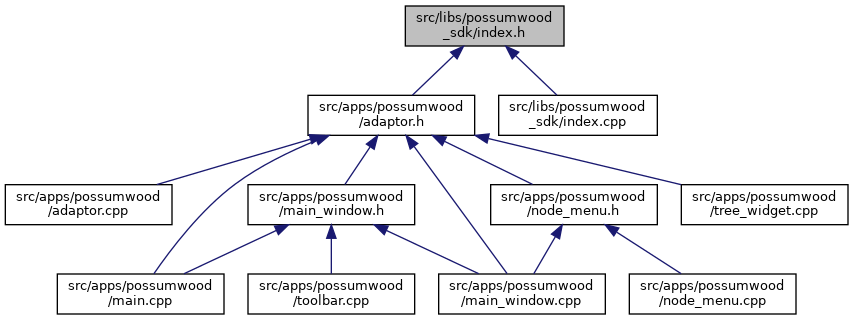 src/libs/possumwood
_sdk/index.h
src/apps/possumwood
/adaptor.h
src/libs/possumwood
_sdk/index.cpp
src/apps/possumwood
/adaptor.cpp
src/apps/possumwood
/main_window.h
src/apps/possumwood
/node_menu.h
src/apps/possumwood
/tree_widget.cpp
src/apps/possumwood
/main.cpp
src/apps/possumwood
/toolbar.cpp
src/apps/possumwood
/main_window.cpp
src/apps/possumwood
/node_menu.cpp